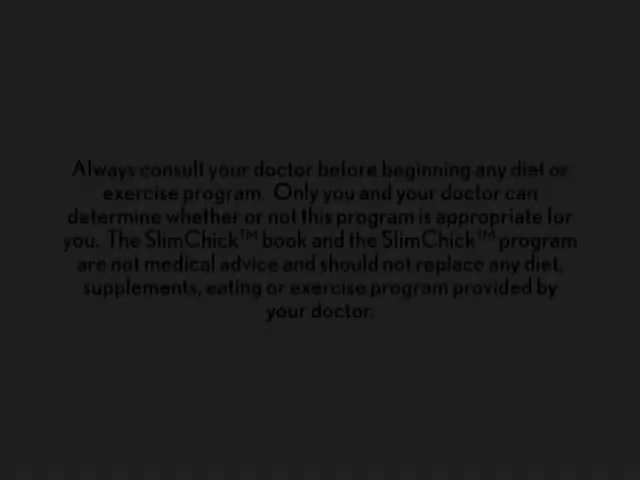 Always consult your doctor before beginning any diet or
exercise program. Only you and your doctor can
determine whether or not this program is appropriate for
you. The SlimChick™ book and the SlimChick™ program
are not medical advice and should not replace any diet,
supplements, eating or exercise program provided by
your doctor.